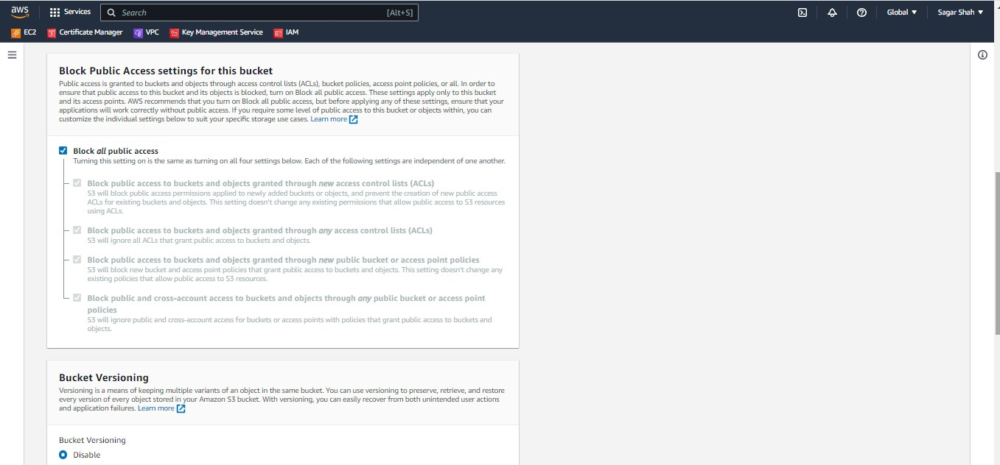 aws
Services
Search
[Alt+S]
Global
Sagar Shah
EC2
Certificate Manager
VPC
Key Management Service
IAM
Block Public Access settings for this bucket
Public access is granted to buckets and objects through access control lists (ACLs), bucket policies, access point policies, or all. In order to
ensure that public access to this bucket and its objects is blocked, turn on Block all public access. These settings apply only to this bucket
and its access points. AWS recommends that you turn on Block all public access, but before applying any of these settings, ensure that your
applications will work correctly without public access. If you require some level of public access to this bucket or objects within, you can
customize the individual settings below to suit your specific storage use cases. Learn more
Block all public access
Turning this setting on is the same as turning on all four settings below. Each of the following settings are independent of one another.
Block public access to buckets and objects granted through new access control lists (ACLs)
S3 will block public access permissions applied to newly added buckets or objects, and prevent the creation of new public access
ACLs for existing buckets and objects. This setting doesn't change any existing permissions that allow public access to S3 resources
using ACLs.
Block public access to buckets and objects granted through any access control lists (ACLs)
S3 will ignore all ACLs that grant public access to buckets and objects.
Block public access to buckets and objects granted through new public bucket or access point policies
S3 will block new bucket and access point policies that grant public access to buckets and objects. This setting doesn't change any
existing policies that allow public access to S3 resources.
Block public and cross-account access to buckets and objects through any public bucket or access point
policies
S3 will ignore public and cross-account access for buckets or access points with policies that grant public access to buckets and
objects.
Bucket Versioning
Versioning is a means of keeping multiple variants of an object in the same bucket. You can use versioning to preserve, retrieve, and restore
every version of every object stored in your Amazon S3 bucket. With versioning, you can easily recover from both unintended user actions
and application failures. Learn more
Bucket Versioning
Disable